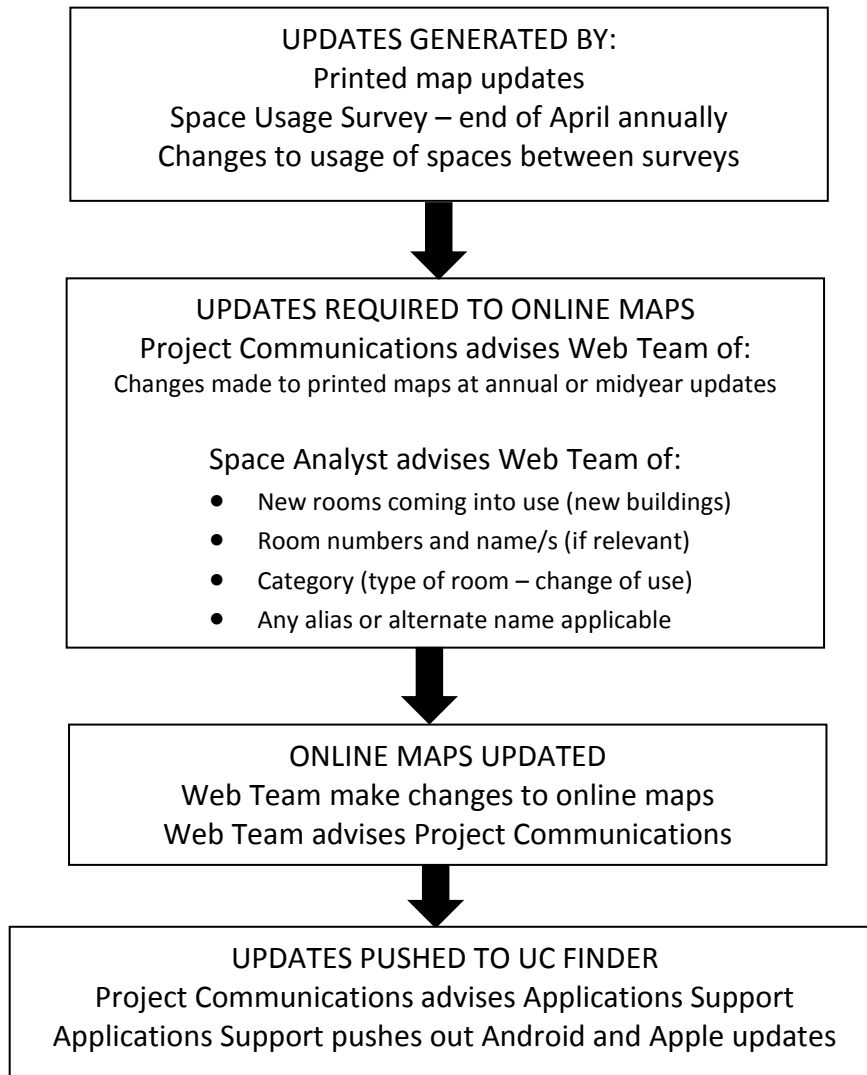 UPDATES GENERATED BY:
Printed map updates
Space Usage Survey – end of April annually
Changes to usage of spaces between surveys
UPDATES REQUIRED TO ONLINE MAPS
Project Communications advises Web Team of:
Changes made to printed maps at annual or midyear updates
Space Analyst advises Web Team of:
● New rooms coming into use (new buildings)
● Room numbers and name/s (if relevant)
● Category (type of room – change of use)
● Any alias or alternate name applicable
ONLINE MAPS UPDATED
Web Team make changes to online maps
Web Team advises Project Communications
UPDATES PUSHED TO UC FINDER
Project Communications advises Applications Support
Applications Support pushes out Android and Apple updates